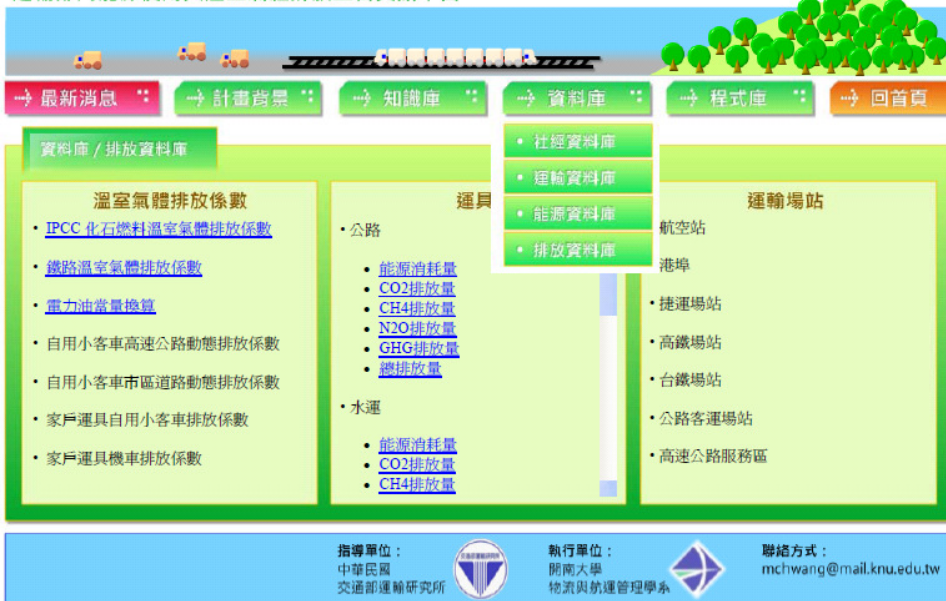 最新消息
計畫背景
知識庫
資料庫
程式庫
回首頁
資料庫 / 排放資料庫
• 社經資料庫
• 運輸資料庫
• 能源資料庫
• 排放資料庫
溫室氣體排放係數
• IPCC 化石燃料溫室氣體排放係數
• 鐵路溫室氣體排放係數
• 電力油當量換算
• 自用小客車高速公路動態排放係數
• 自用小客車市區道路動態排放係數
• 家戶運具自用小客車排放係數
• 家戶運具機車排放係數
運具
• 公路
• 能源消耗量
• CO2排放量
• CH4排放量
• N2O排放量
• GHG排放量
• 總排放量
• 水運
• 能源消耗量
• CO2排放量
• CH4排放量
運輸場站
航空站
港埠
• 捷運場站
• 高鐵場站
• 台鐵場站
• 公路客運場站
• 高速公路服務區
指導單位：
中華民國
交通部運輸研究所
執行單位：
開南大學
物流與航運管理學系
聯絡方式：
mchwang@mail.knu.edu.tw